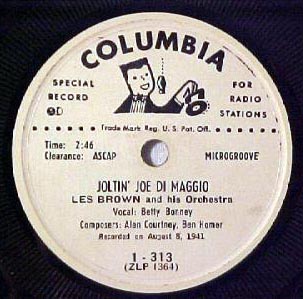 COLUMBIA
SPECIAL
RECORD
FOR
RADIO
STATIONS
Trade Mark Reg. U. S. Pat. Off.
Time: 2:46
Clearance: ASCAP
MICROGROOVE
JOLTIN' JOE DI MAGGIO
LES BROWN and his Orchestra
Vocal: Betty Bonney
Composers: Alan Courtney, Ben Homer
Recorded on August 8, 1941
1 - 313
(ZLP 1364)